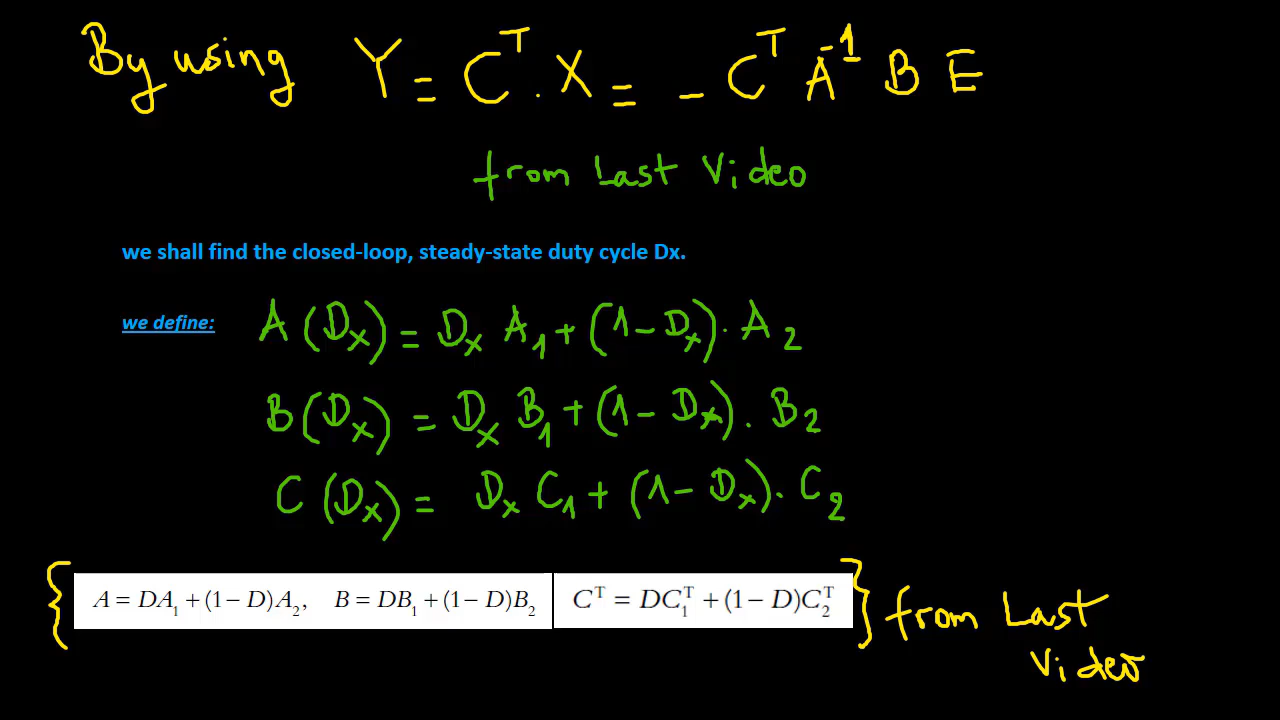 By using Y = C^T . X = - C^T A^-1 B E
from Last Video
we shall find the closed-loop, steady-state duty cycle Dx.
we define: A (Dx) = Dx A1 + (1 - Dx) . A2
B (Dx) = Dx B1 + (1 - Dx) . B2
C (Dx) = Dx C1 + (1 - Dx) . C2
{ A = DA1 + (1 - D)A2, B = DB1 + (1 - D)B2 C^T = DC1^T + (1 - D)C2^T } from Last
Video